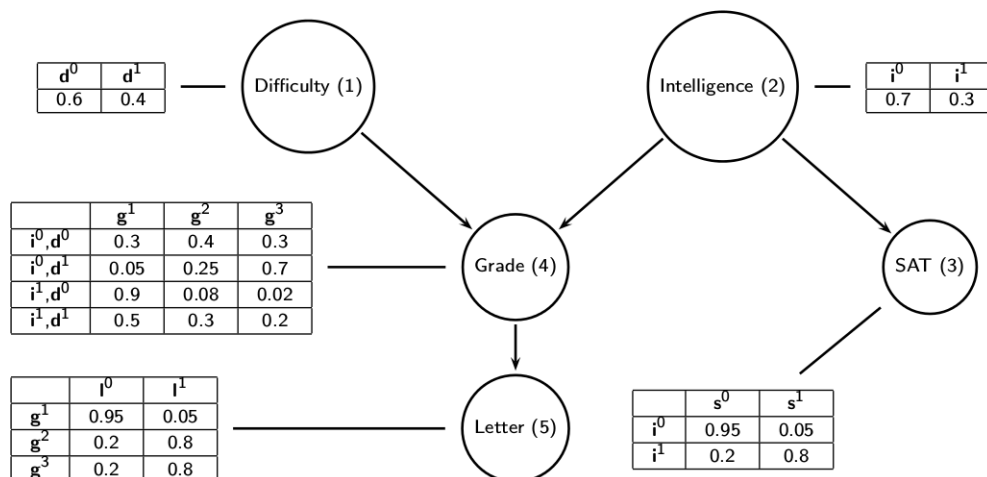 Difficulty (1)
Intelligence (2)
d⁰ d¹
0.6 0.4
i⁰ i¹
0.7 0.3
g¹ g² g³
i⁰,d⁰ 0.3 0.4 0.3
i⁰,d¹ 0.05 0.25 0.7
i¹,d⁰ 0.9 0.08 0.02
i¹,d¹ 0.5 0.3 0.2
Grade (4)
SAT (3)
l⁰ l¹
g¹ 0.95 0.05
g² 0.2 0.8
g³ 0.2 0.8
Letter (5)
s⁰ s¹
i⁰ 0.95 0.05
i¹ 0.2 0.8